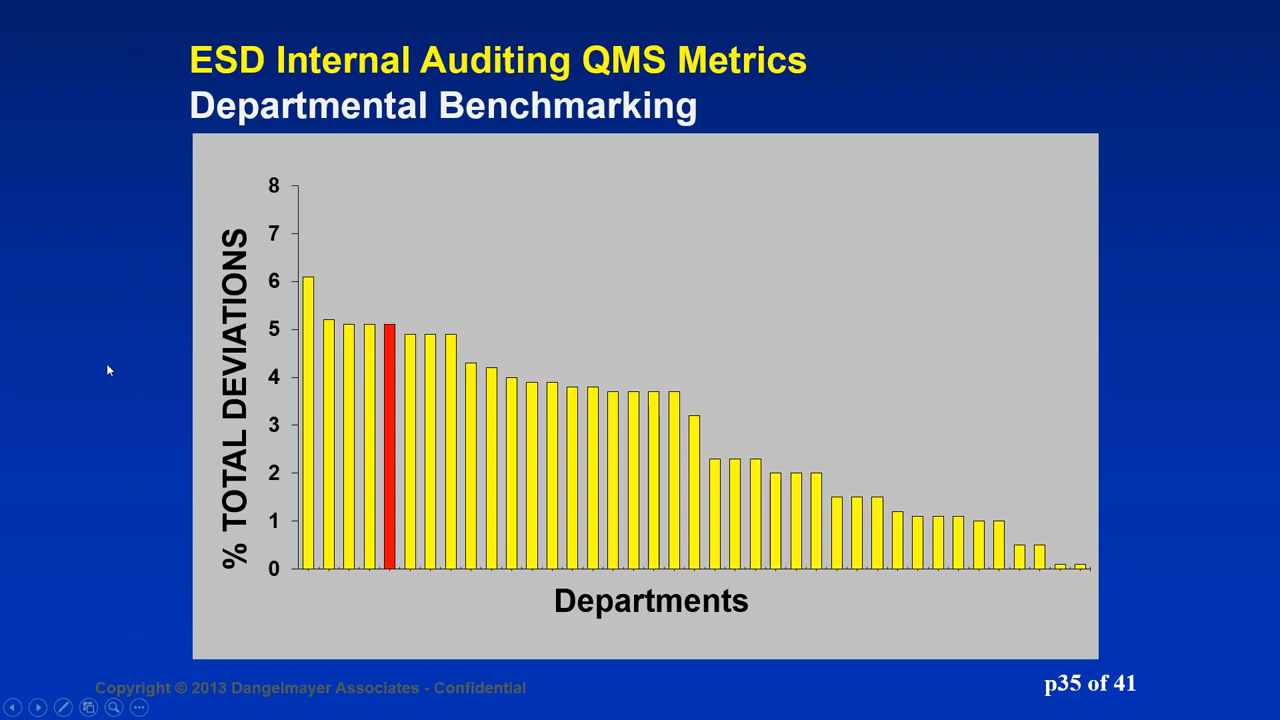 ESD Internal Auditing QMS Metrics
Departmental Benchmarking
% TOTAL DEVIATIONS
8
7
6
5
4
3
2
1
0
Departments
Copyright © 2013 Dangelmayer Associates - Confidential
p35 of 41